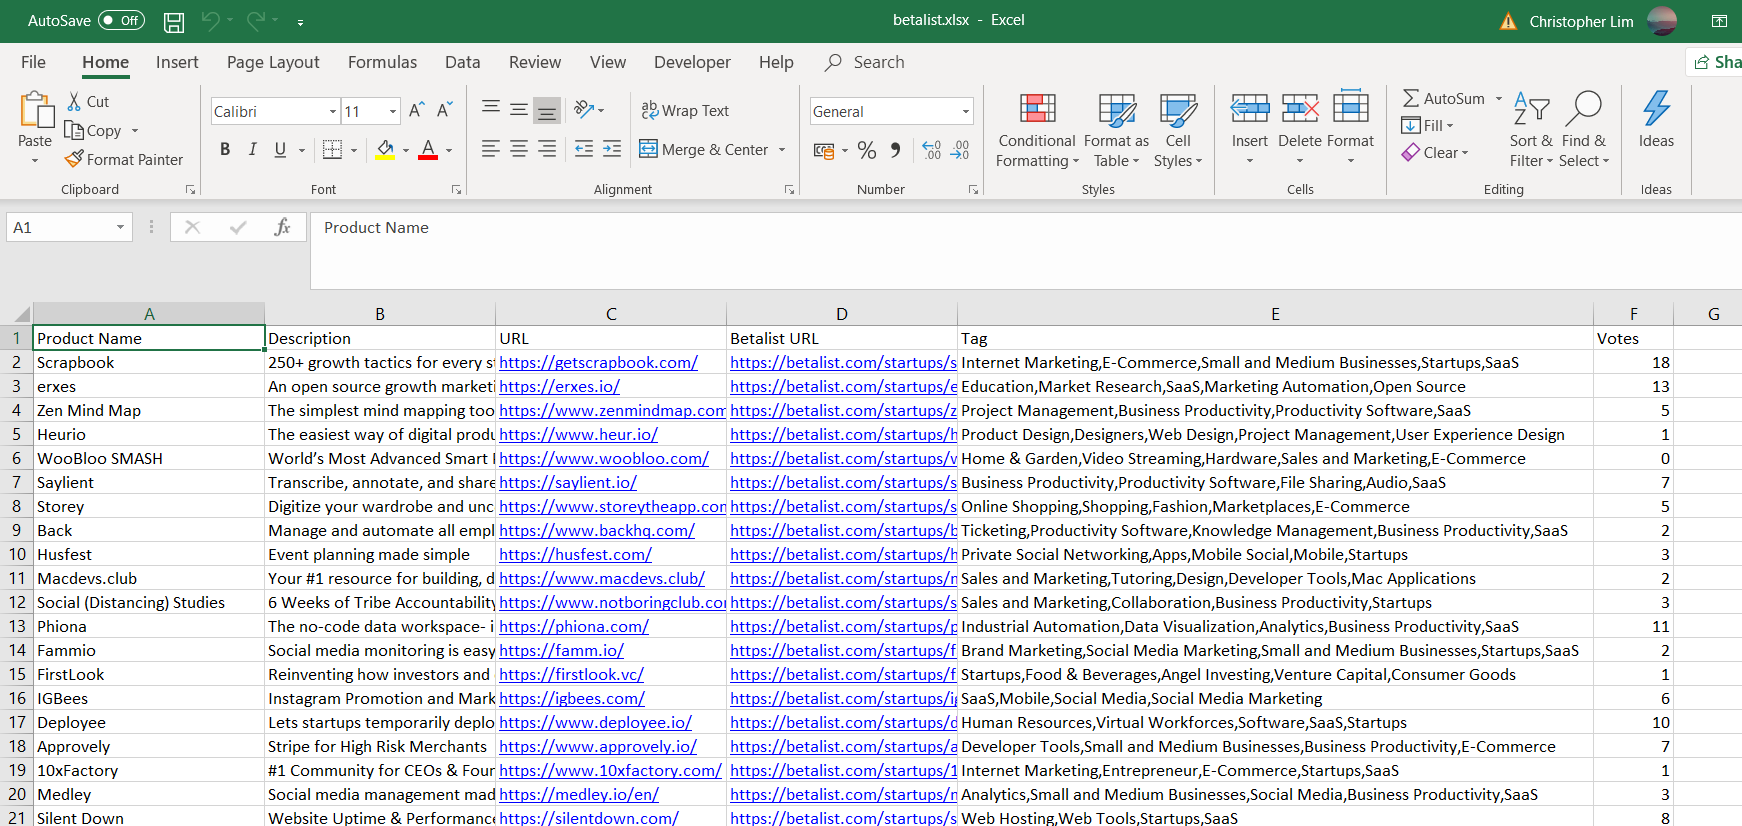 AutoSave Off betalist.xlsx - Excel Christopher Lim
File Home Insert Page Layout Formulas Data Review View Developer Help Search Sha
Paste Cut Copy Format Painter Clipboard
Calibri 11 A A B I U A Font
ab Wrap Text Merge & Center Alignment
General % Number
Conditional Formatting Format as Table Cell Styles Styles
Insert Delete Format Cells
AutoSum Fill Clear Sort & Filter Find & Select Editing
Ideas Ideas
A1 fx Product Name
A B C D E F G
1 Product Name Description URL Betalist URL Tag Votes
2 Scrapbook 250+ growth tactics for every s https://getscrapbook.com/ https://betalist.com/startups/s Internet Marketing,E-Commerce,Small and Medium Businesses,Startups,SaaS 18
3 erxes An open source growth marketi https://erxes.io/ https://betalist.com/startups/e Education,Market Research,SaaS,Marketing Automation,Open Source 13
4 Zen Mind Map The simplest mind mapping too https://www.zenmindmap.com https://betalist.com/startups/z Project Management,Business Productivity,Productivity Software,SaaS 5
5 Heurio The easiest way of digital produ https://www.heur.io/ https://betalist.com/startups/h Product Design,Designers,Web Design,Project Management,User Experience Design 1
6 WooBloo SMASH World’s Most Advanced Smart https://www.woobloo.com/ https://betalist.com/startups/w Home & Garden,Video Streaming,Hardware,Sales and Marketing,E-Commerce 0
7 Saylient Transcribe, annotate, and share https://saylient.io/ https://betalist.com/startups/s Business Productivity,Productivity Software,File Sharing,Audio,SaaS 7
8 Storey Digitize your wardrobe and unc https://www.storeytheapp.com https://betalist.com/startups/s Online Shopping,Shopping,Fashion,Marketplaces,E-Commerce 5
9 Back Manage and automate all empl https://www.backhq.com/ https://betalist.com/startups/b Ticketing,Productivity Software,Knowledge Management,Business Productivity,SaaS 2
10 Husfest Event planning made simple https://husfest.com/ https://betalist.com/startups/h Private Social Networking,Apps,Mobile Social,Mobile,Startups 3
11 Macdevs.club Your #1 resource for building, d https://www.macdevs.club/ https://betalist.com/startups/m Sales and Marketing,Tutoring,Design,Developer Tools,Mac Applications 2
12 Social (Distancing) Studies 6 Weeks of Tribe Accountability https://www.notboringclub.co https://betalist.com/startups/s Sales and Marketing,Collaboration,Business Productivity,Startups 3
13 Phiona The no-code data workspace- i https://phiona.com/ https://betalist.com/startups/p Industrial Automation,Data Visualization,Analytics,Business Productivity,SaaS 11
14 Fammio Social media monitoring is easy https://famm.io/ https://betalist.com/startups/f Brand Marketing,Social Media Marketing,Small and Medium Businesses,Startups,SaaS 2
15 FirstLook Reinventing how investors and https://firstlook.vc/ https://betalist.com/startups/f Startups,Food & Beverages,Angel Investing,Venture Capital,Consumer Goods 1
16 IGBees Instagram Promotion and Mark https://igbees.com/ https://betalist.com/startups/ig SaaS,Mobile,Social Media,Social Media Marketing 6
17 Deployee Lets startups temporarily deplo https://www.deployee.io/ https://betalist.com/startups/d Human Resources,Virtual Workforces,Software,SaaS,Startups 10
18 Approvely Stripe for High Risk Merchants https://www.approvely.io/ https://betalist.com/startups/a Developer Tools,Small and Medium Businesses,Business Productivity,E-Commerce 7
19 10xFactory #1 Community for CEOs & Four https://www.10xfactory.com/ https://betalist.com/startups/1 Internet Marketing,Entrepreneur,E-Commerce,Startups,SaaS 1
20 Medley Social media management mad https://medley.io/en/ https://betalist.com/startups/m Analytics,Small and Medium Businesses,Social Media,Business Productivity,SaaS 3
21 Silent Down Website Uptime & Performance https://silentdown.com/ https://betalist.com/startups/s Web Hosting,Web Tools,Startups,SaaS 8